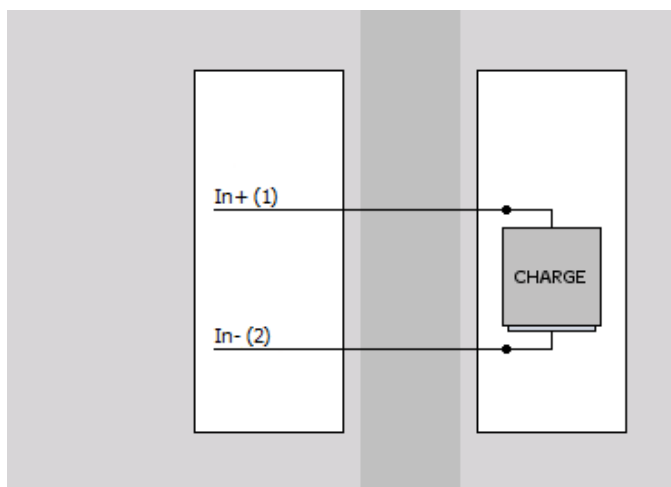 In+ (1)
CHARGE
In- (2)